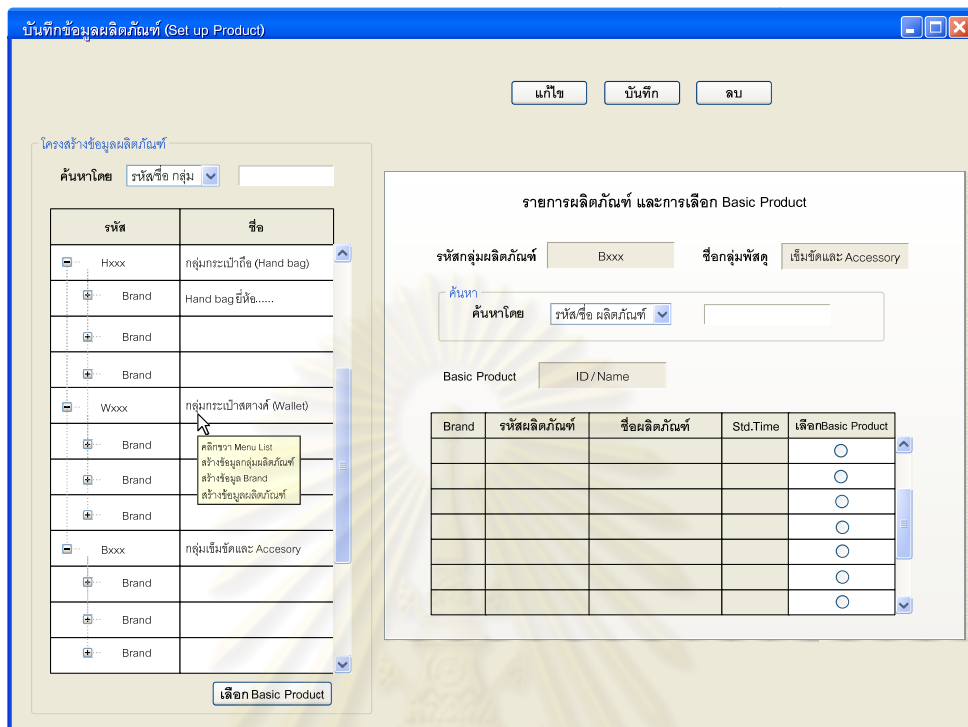 บันทึกข้อมูลผลิตภัณฑ์ (Set up Product)
แก้ไข บันทึก ลบ
โครงสร้างข้อมูลผลิตภัณฑ์
ค้นหาโดย รหัส/ชื่อ กลุ่ม
รหัส ชื่อ
Hxxx กลุ่มกระเป๋าถือ (Hand bag)
Brand Hand bag ยี่ห้อ......
Brand
Brand
Wxxx กลุ่มกระเป๋าสตางค์ (Wallet)
Brand
Brand
Brand
คลิกขวา Menu List
สร้างข้อมูลกลุ่มผลิตภัณฑ์
สร้างข้อมูล Brand
สร้างข้อมูลผลิตภัณฑ์
Bxxx กลุ่มเข็มขัดและ Accesory
Brand
Brand
Brand
เลือก Basic Product
รายการผลิตภัณฑ์ และการเลือก Basic Product
รหัสกลุ่มผลิตภัณฑ์ Bxxx ชื่อกลุ่มพัสดุ เข็มขัดและ Accessory
ค้นหา
ค้นหาโดย รหัส/ชื่อ ผลิตภัณฑ์
Basic Product ID / Name
Brand รหัสผลิตภัณฑ์ ชื่อผลิตภัณฑ์ Std.Time เลือกBasic Product